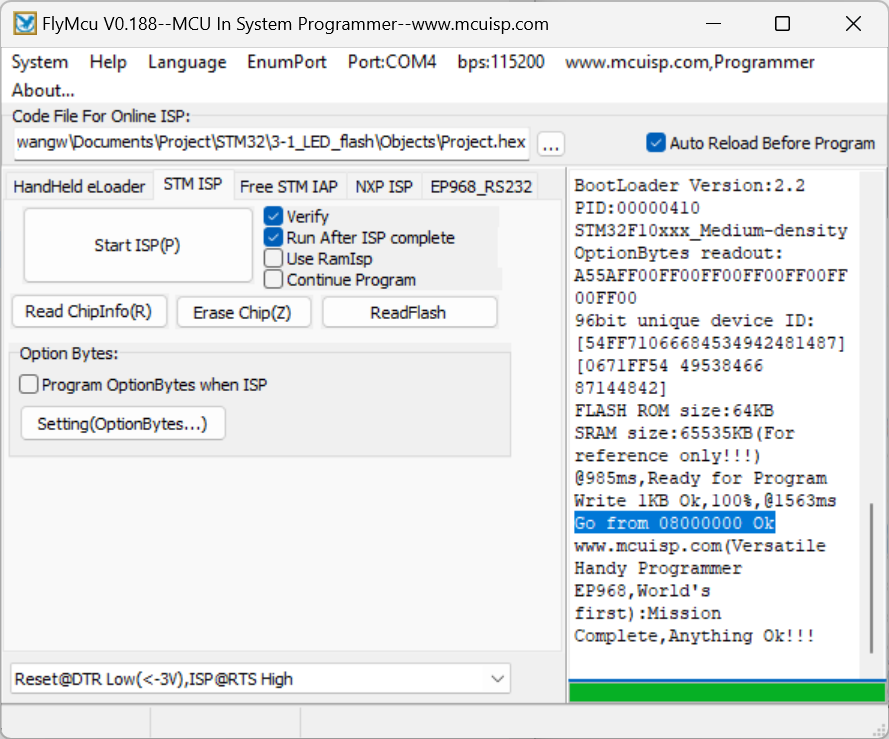 FlyMcu V0.188--MCU In System Programmer--www.mcuisp.com
System Help Language EnumPort Port:COM4 bps:115200 www.mcuisp.com,Programmer
About...
Code File For Online ISP:
wangw\Documents\Project\STM32\3-1_LED_flash\Objects\Project.hex ... Auto Reload Before Program
HandHeld eLoader STM ISP Free STM IAP NXP ISP EP968_RS232
Start ISP(P)
Verify
Run After ISP complete
Use RamIsp
Continue Program
Read ChipInfo(R) Erase Chip(Z) ReadFlash
Option Bytes:
Program OptionBytes when ISP
Setting(OptionBytes...)
Reset@DTR Low(<-3V),ISP@RTS High
BootLoader Version:2.2
PID:00000410
STM32F10xxx_Medium-density
OptionBytes readout:
A55AFF00FF00FF00FF00FF00FF
00FF00
96bit unique device ID:
[54FF71066684534942481487]
[0671FF54 49538466
87144842]
FLASH ROM size:64KB
SRAM size:65535KB(For
reference only!!!)
@985ms,Ready for Program
Write 1KB Ok,100%,@1563ms
Go from 08000000 Ok
www.mcuisp.com(Versatile
Handy Programmer
EP968,World's
first):Mission
Complete,Anything Ok!!!